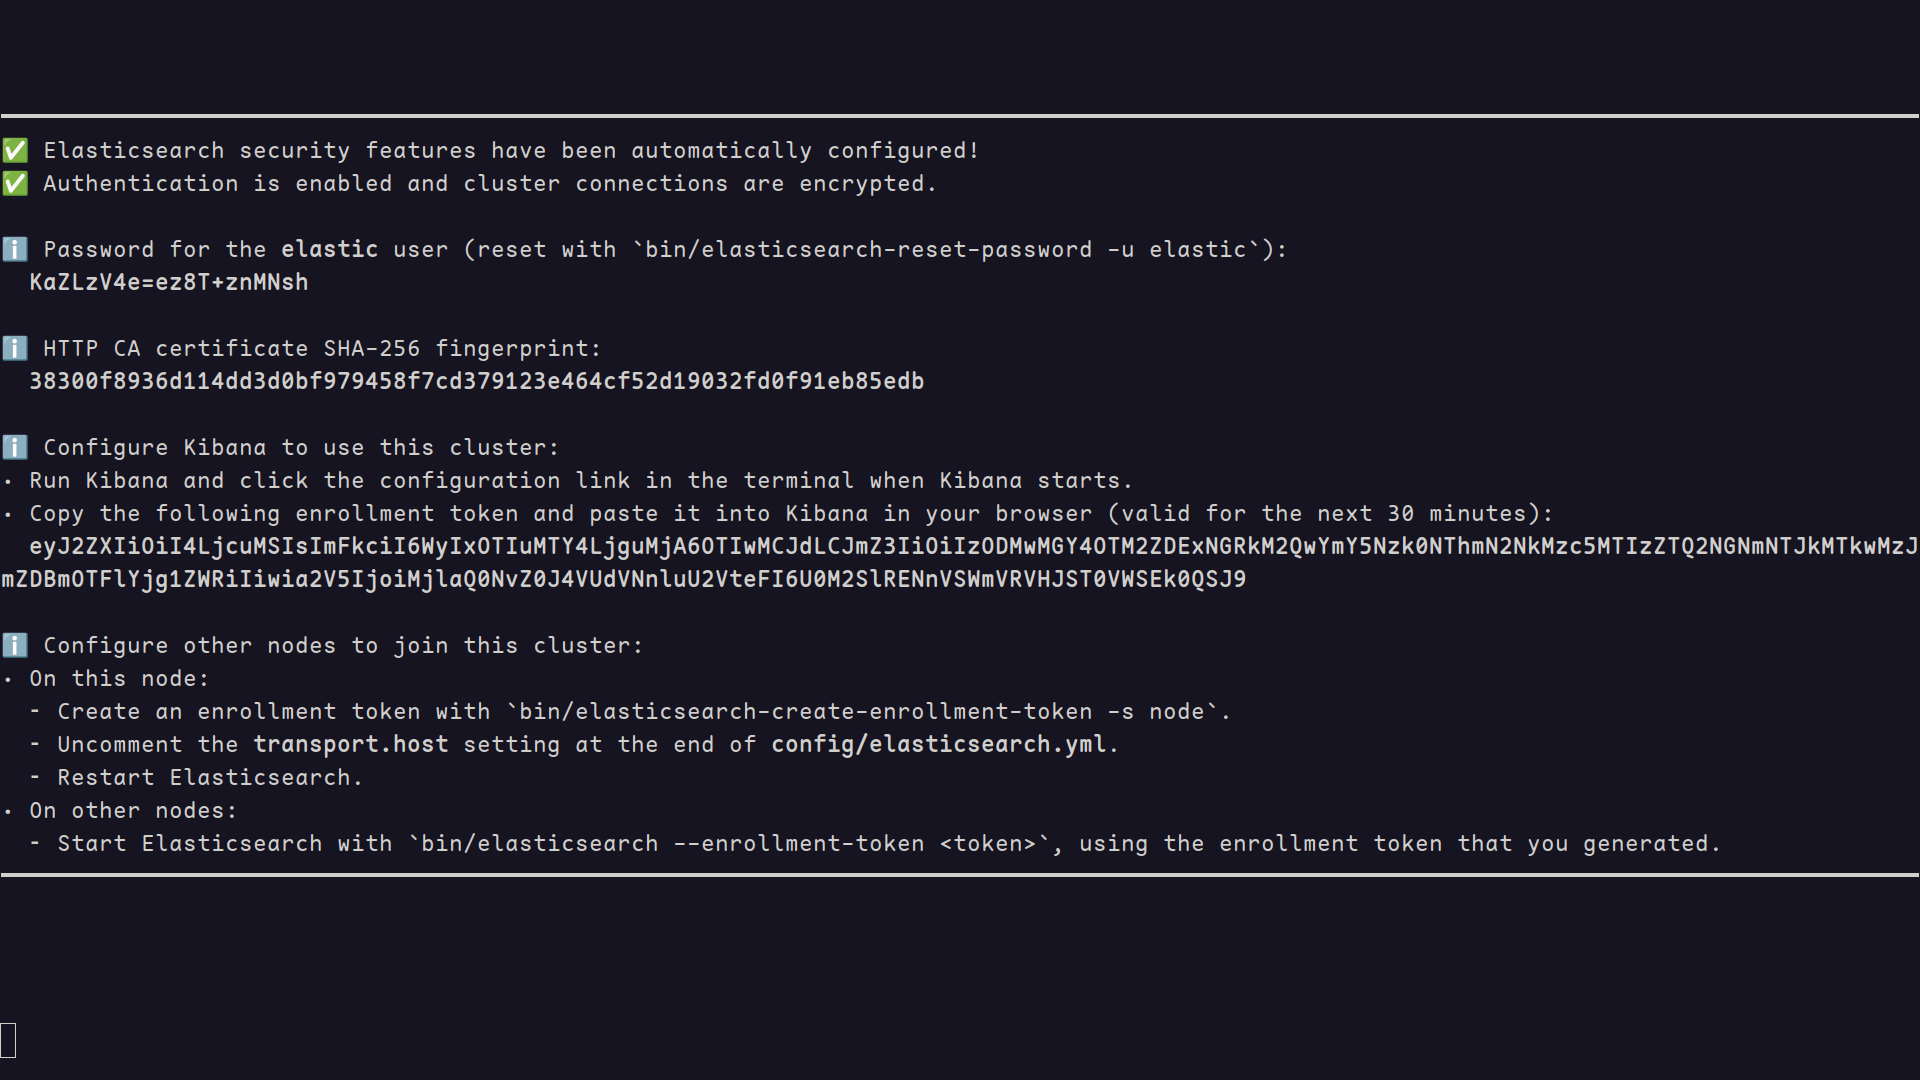 ✅ Elasticsearch security features have been automatically configured!
✅ Authentication is enabled and cluster connections are encrypted.
ℹ️ Password for the elastic user (reset with `bin/elasticsearch-reset-password -u elastic`):
KaZLzV4e=ez8T+znMNsh
ℹ️ HTTP CA certificate SHA-256 fingerprint:
38300f8936d114dd3d0bf979458f7cd379123e464cf52d19032fd0f91eb85edb
ℹ️ Configure Kibana to use this cluster:
• Run Kibana and click the configuration link in the terminal when Kibana starts.
• Copy the following enrollment token and paste it into Kibana in your browser (valid for the next 30 minutes):
eyJ2ZXIiOiI4LjcuMSIsImFkciI6WyIxOTIuMTY4LjguMjA6OTIwMCJdLCJmZ3IiOiIzODMwMGY4OTM2ZDExNGRkM2QwYmY5Nzk0NThmN2NkMzc5MTIzZTQ2NGNmNTJkMTkwMzJ
mZDBmOTFlYjg1ZWRiIiwia2V5IjoiMjlaQ0NvZ0J4VUdVNnluU2VteFI6U0M2SlRENnVSWmVRVHJST0VWSEk0QSJ9
ℹ️ Configure other nodes to join this cluster:
• On this node:
- Create an enrollment token with `bin/elasticsearch-create-enrollment-token -s node`.
- Uncomment the transport.host setting at the end of config/elasticsearch.yml.
- Restart Elasticsearch.
• On other nodes:
- Start Elasticsearch with `bin/elasticsearch --enrollment-token <token>`, using the enrollment token that you generated.